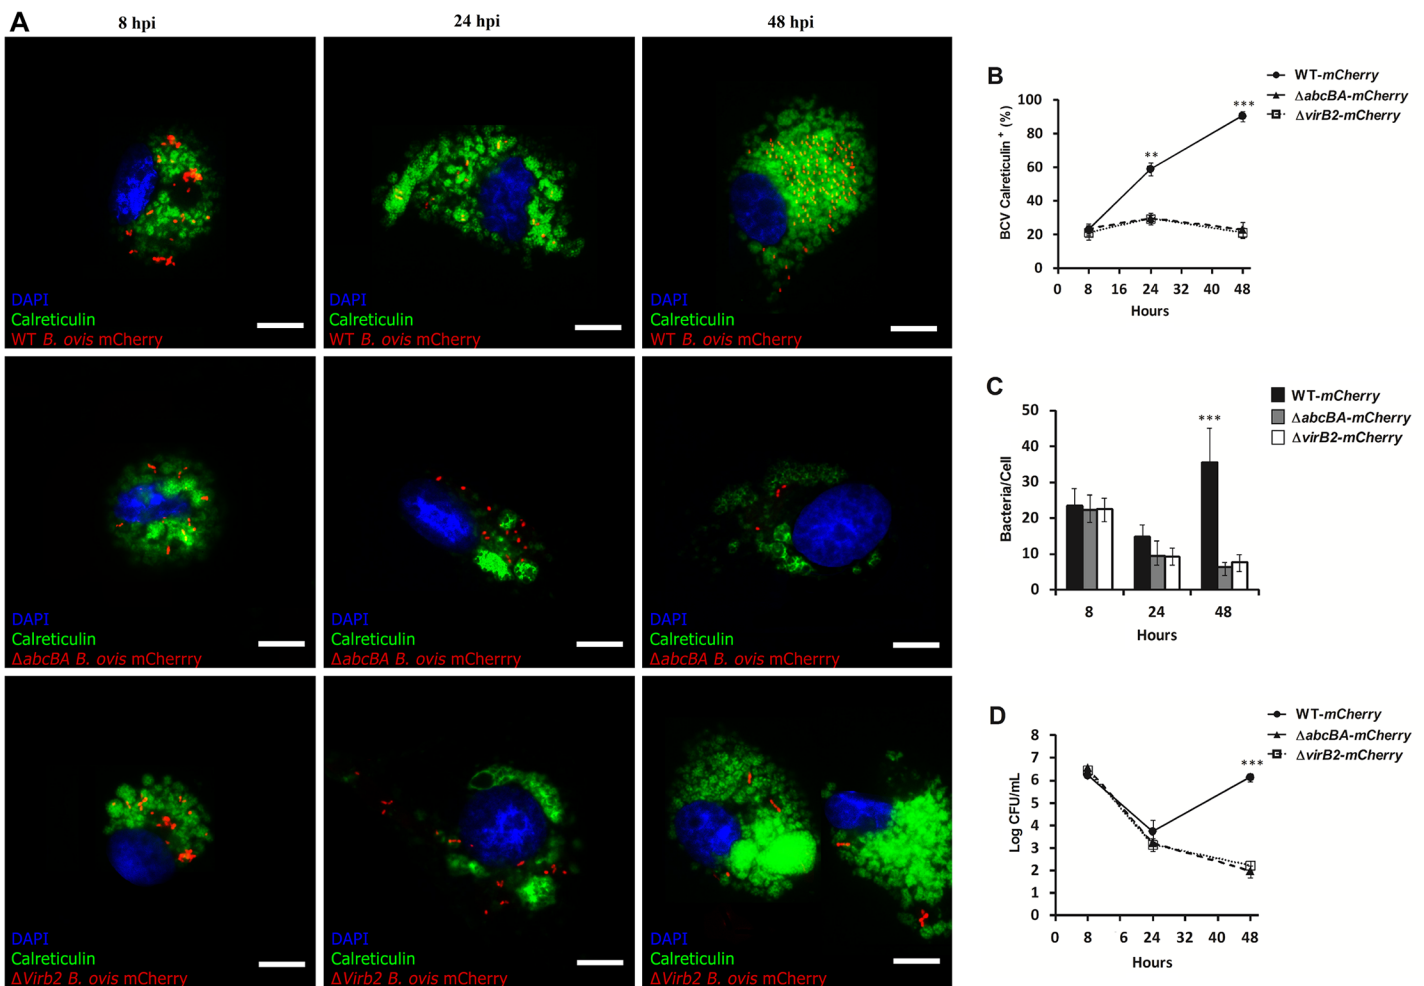 A
8 hpi
24 hpi
48 hpi
DAPI
Calreticulin
WT B. ovis mCherry
DAPI
Calreticulin
WT B. ovis mCherry
DAPI
Calreticulin
WT B. ovis mCherry
DAPI
Calreticulin
ΔabcBA B. ovis mCherrry
DAPI
Calreticulin
ΔabcBA B. ovis mCherrry
DAPI
Calreticulin
ΔabcBA B. ovis mCherrry
DAPI
Calreticulin
ΔVirb2 B. ovis mCherry
DAPI
Calreticulin
ΔVirb2 B. ovis mCherry
DAPI
Calreticulin
ΔVirb2 B. ovis mCherry
B
WT-mCherry
ΔabcBA-mCherry
ΔvirB2-mCherry
BCV Calreticulin + (%)
100
80
60
40
20
0
**
***
0 8 16 24 32 40 48
Hours
C
WT-mCherry
ΔabcBA-mCherry
ΔvirB2-mCherry
Bacteria/Cell
50
40
30
20
10
0
***
8 24 48
Hours
D
WT-mCherry
ΔabcBA-mCherry
ΔvirB2-mCherry
Log CFU/mL
8
7
6
5
4
3
2
1
0
***
0 8 6 24 32 40 48
Hours